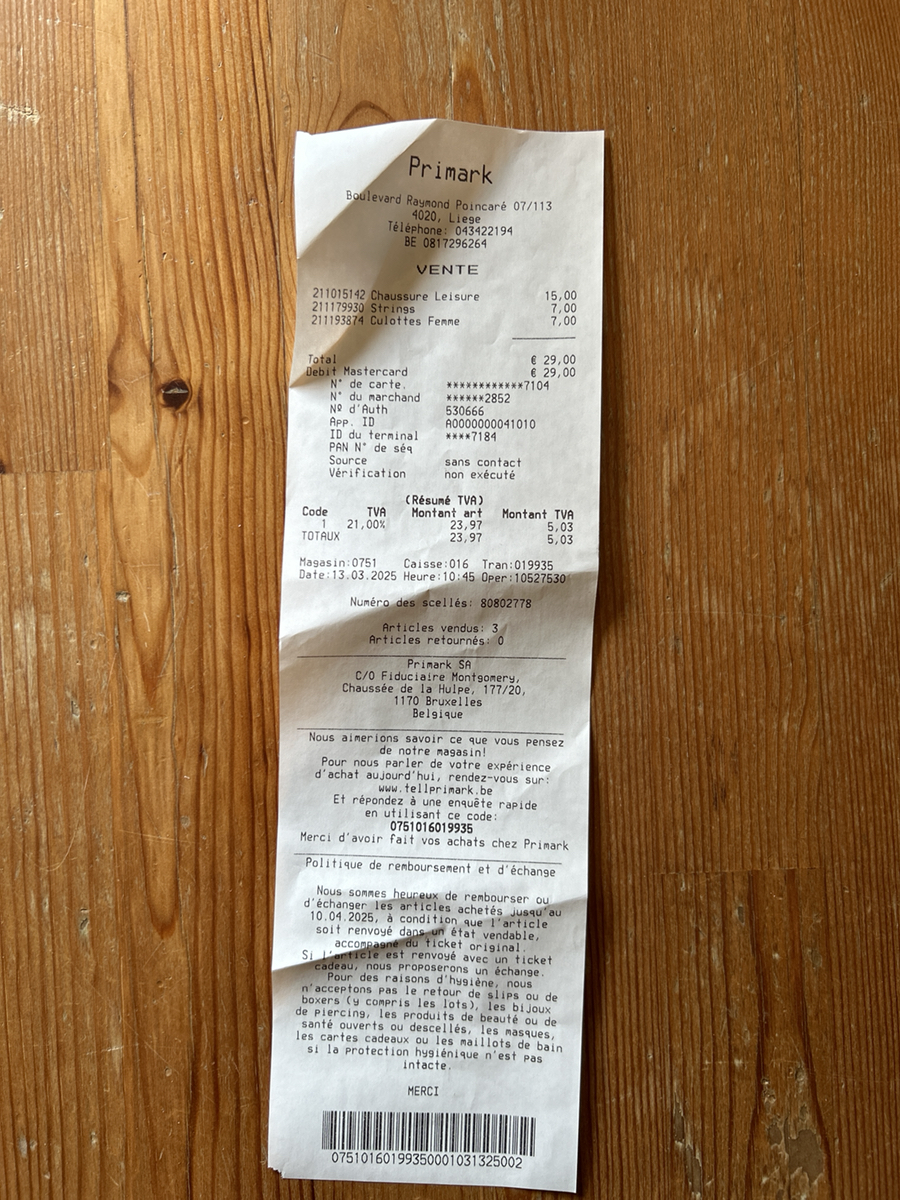 Primark
Boulevard Raymond Poincaré 07/113
4020, Liege
Téléphone: 043422194
BE 0817296264
VENTE
211015142 Chaussure Leisure 15,00
211179930 Strings 7,00
211193874 Culottes Femme 7,00
Total € 29,00
Debit Mastercard € 29,00
N° de carte. ************7104
N° du marchand ******2852
Nº d'Auth 530666
App. ID A0000000041010
ID du terminal ****7184
PAN N° de séq
Source sans contact
Vérification non exécuté
(Résumé TVA)
Code TVA Montant art Montant TVA
1 21,00% 23,97 5,03
TOTAUX 23,97 5,03
Magasin:0751 Caisse:016 Tran:019935
Date:13.03.2025 Heure:10:45 Oper:10527530
Numéro des scellés: 80802778
Articles vendus: 3
Articles retournés: 0
Primark SA
C/O Fiduciaire Montgomery,
Chaussée de la Hulpe, 177/20,
1170 Bruxelles
Belgique
Nous aimerions savoir ce que vous pensez
de notre magasin!
Pour nous parler de votre expérience
d'achat aujourd'hui, rendez-vous sur:
www.tellprimark.be
Et répondez à une enquête rapide
en utilisant ce code:
0751016019935
Merci d'avoir fait vos achats chez Primark
Politique de remboursement et d'échange
Nous sommes heureux de rembourser ou
d'échanger les articles achetés jusqu'au
10.04.2025, à condition que l'article
soit renvoyé dans un état vendable,
accompagné du ticket original.
Si l'article est renvoyé avec un ticket
cadeau, nous proposerons un échange.
Pour des raisons d'hygiène, nous
n'acceptons pas le retour de slips ou de
boxers (y compris les lots), les bijoux
de piercing, les produits de beauté ou de
santé ouverts ou descellés, les masques,
les cartes cadeaux ou les maillots de bain
si la protection hygiénique n'est pas
intacte.
MERCI
07510160199350001031325002